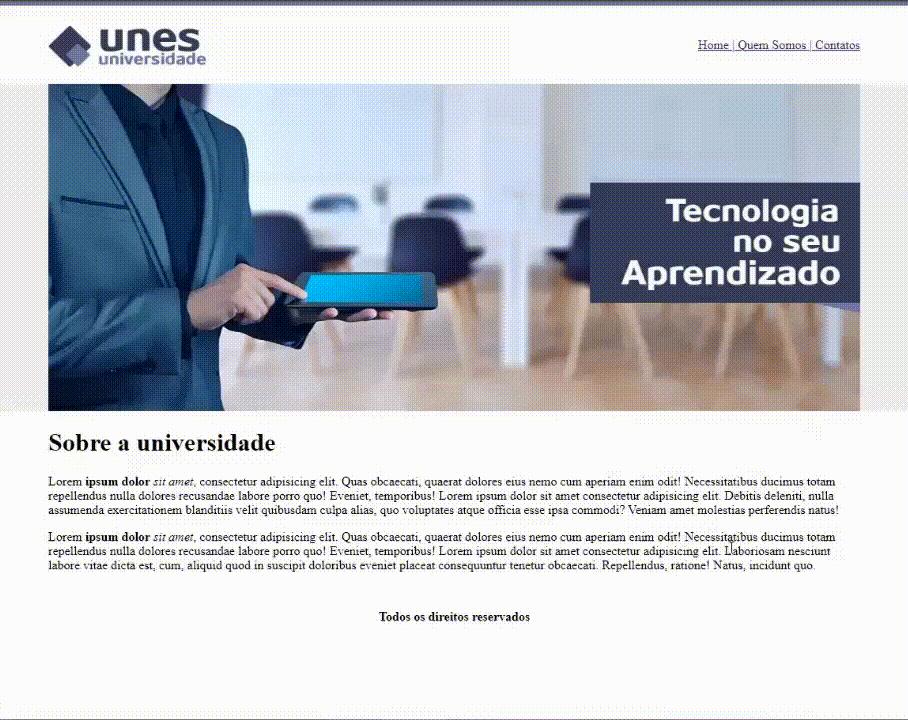 unes
universidade
Home | Quem Somos | Contatos
Tecnologia
no seu
Aprendizado
Sobre a universidade
Lorem ipsum dolor sit amet, consectetur adipisicing elit. Quas obcaecati, quaerat dolores eius nemo cum aperiam enim odit! Necessitatibus ducimus totam
repellendus nulla dolores recusandae labore porro quo! Eveniet, temporibus! Lorem ipsum dolor sit amet consectetur adipisicing elit. Debitis deleniti, nulla
assumenda exercitationem blanditiis velit quibusdam culpa alias, quo voluptates atque officia esse ipsa commodi? Veniam amet molestias perferendis natus!
Lorem ipsum dolor sit amet, consectetur adipisicing elit. Quas obcaecati, quaerat dolores eius nemo cum aperiam enim odit! Necessitatibus ducimus totam
repellendus nulla dolores recusandae labore porro quo! Eveniet, temporibus! Lorem ipsum dolor sit amet consectetur adipisicing elit. Laboriosam nesciunt
labore vitae dicta est, cum, aliquid quod in suscipit doloribus eveniet placeat consequuntur tenetur obcaecati. Repellendus, ratione! Natus, incidunt quo.
Todos os direitos reservados